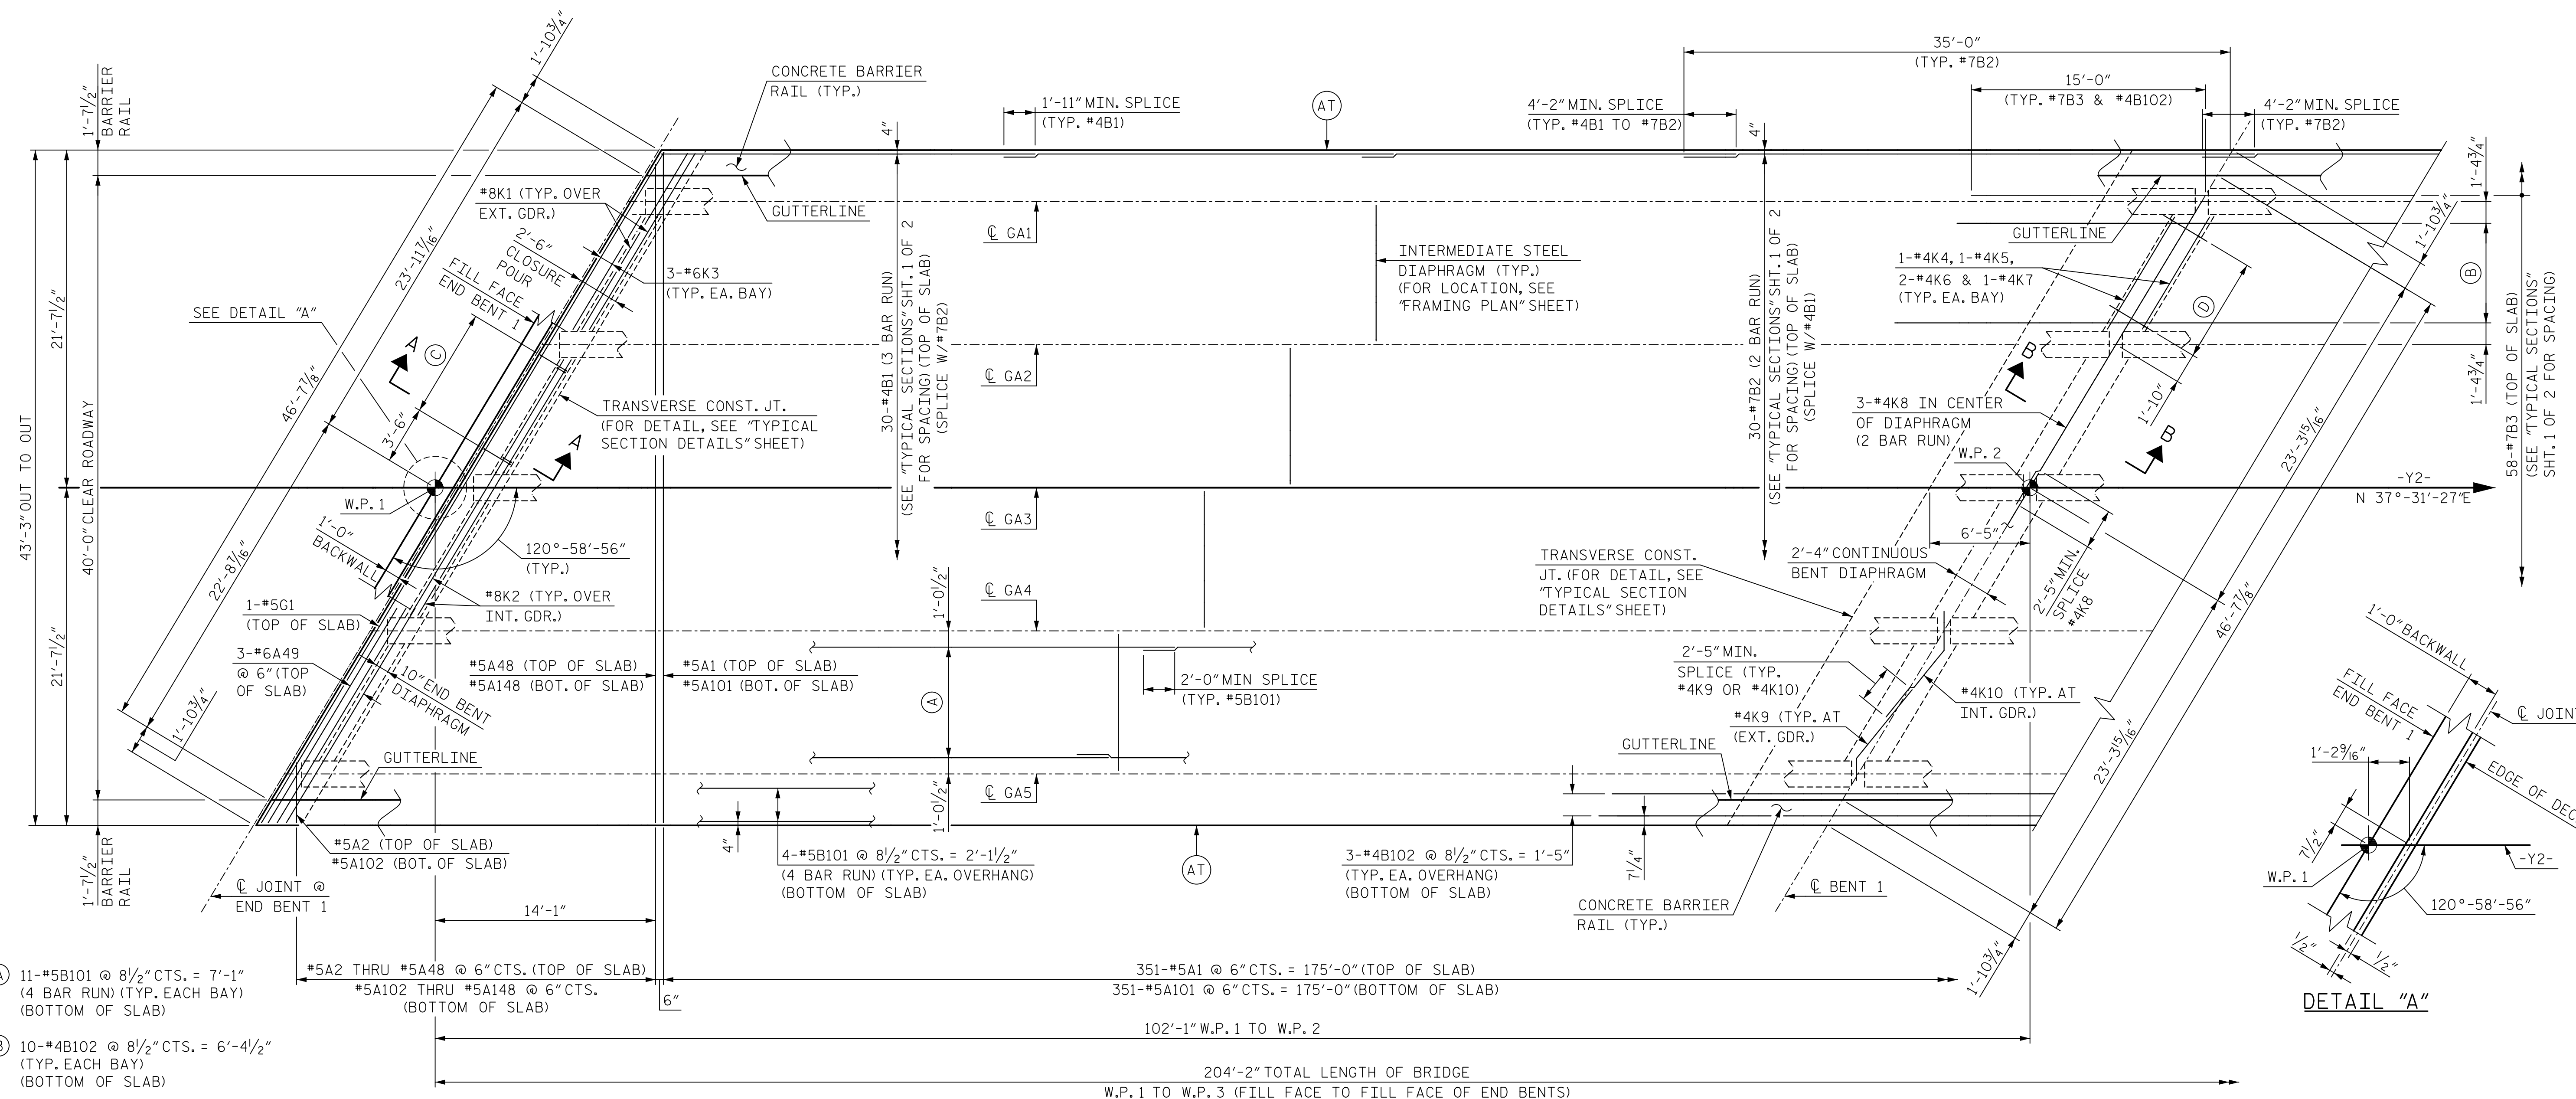 1'-10¾"
CONCRETE BARRIER
RAIL (TYP.)
1'-11" MIN. SPLICE
(TYP. #4B1)
AT
4'-2" MIN. SPLICE
(TYP. #4B1 TO #7B2)
35'-0"
(TYP. #7B2)
15'-0"
(TYP. #7B3 & #4B102)
4'-2" MIN. SPLICE
(TYP. #7B2)
1'-7½"
BARRIER
RAIL
4"
4"
1'-4¾"
#8K1 (TYP. OVER
EXT. GDR.)
GUTTERLINE
23'-11 7/16"
46'-7⅞"
2'-6"
CLOSURE
POUR
FILL FACE
END BENT 1
3-#6K3
(TYP. EA. BAY)
℄ GA1
INTERMEDIATE STEEL
DIAPHRAGM (TYP.)
(FOR LOCATION, SEE
"FRAMING PLAN" SHEET)
GUTTERLINE
1'-10¾"
1-#4K4, 1-#4K5,
2-#4K6 & 1-#4K7
(TYP. EA. BAY)
B
D
SEE DETAIL "A"
A
C
21'-7½"
30-#4B1 (3 BAR RUN)
(SEE "TYPICAL SECTIONS" SHT. 1 OF 2
FOR SPACING) (TOP OF SLAB)
(SPLICE W/#7B2)
30-#7B2 (2 BAR RUN)
(SEE "TYPICAL SECTIONS" SHT. 1 OF 2
FOR SPACING) (TOP OF SLAB)
(SPLICE W/#4B1)
58-#7B3 (TOP OF SLAB)
(SEE "TYPICAL SECTIONS"
SHT. 1 OF 2 FOR SPACING)
℄ GA2
B
1'-10"
1'-4¾"
TRANSVERSE CONST. JT.
(FOR DETAIL, SEE "TYPICAL
SECTION DETAILS" SHEET)
3'-6"
A
3-#4K8 IN CENTER
OF DIAPHRAGM
(2 BAR RUN)
B
W.P. 2
23'-3 15/16"
43'-3" OUT TO OUT
40'-0" CLEAR ROADWAY
W.P. 1
℄ GA3
-Y2-
N 37°-31'-27"E
22'-8 7/16"
1'-0"
BACKWALL
120°-58'-56"
(TYP.)
6'-5"
TRANSVERSE CONST.
JT. (FOR DETAIL, SEE
"TYPICAL SECTION
DETAILS" SHEET)
2'-4" CONTINUOUS
BENT DIAPHRAGM
2'-5" MIN.
SPLICE
#4K8
46'-7⅞"
#8K2 (TYP. OVER
INT. GDR.)
1-#5G1
(TOP OF SLAB)
℄ GA4
1'-0½"
21'-7½"
3-#6A49
@ 6" (TOP
OF SLAB)
10" END BENT
DIAPHRAGM
#5A48 (TOP OF SLAB)
#5A148 (BOT. OF SLAB)
#5A1 (TOP OF SLAB)
#5A101 (BOT. OF SLAB)
A
2'-0" MIN SPLICE
(TYP. #5B101)
2'-5" MIN.
SPLICE (TYP.
#4K9 OR #4K10)
#4K10 (TYP. AT
INT. GDR.)
#4K9 (TYP. AT
(EXT. GDR.)
23'-3 15/16"
1'-10¾"
GUTTERLINE
℄ GA5
1'-0½"
GUTTERLINE
1'-7½"
BARRIER
RAIL
#5A2 (TOP OF SLAB)
#5A102 (BOT. OF SLAB)
4"
4-#5B101 @ 8½" CTS. = 2'-1½"
(4 BAR RUN) (TYP. EA. OVERHANG)
(BOTTOM OF SLAB)
AT
3-#4B102 @ 8½" CTS. = 1'-5"
(TYP. EA. OVERHANG)
(BOTTOM OF SLAB)
7¼"
℄ JOINT @
END BENT 1
℄ BENT 1
14'-1"
CONCRETE BARRIER
RAIL (TYP.)
1'-10¾"
#5A2 THRU #5A48 @ 6" CTS. (TOP OF SLAB)
#5A102 THRU #5A148 @ 6" CTS.
(BOTTOM OF SLAB)
6"
351-#5A1 @ 6" CTS. = 175'-0" (TOP OF SLAB)
351-#5A101 @ 6" CTS. = 175'-0" (BOTTOM OF SLAB)
102'-1" W.P. 1 TO W.P. 2
204'-2" TOTAL LENGTH OF BRIDGE
W.P. 1 TO W.P. 3 (FILL FACE TO FILL FACE OF END BENTS)
A 11-#5B101 @ 8½" CTS. = 7'-1"
(4 BAR RUN) (TYP. EACH BAY)
(BOTTOM OF SLAB)
B 10-#4B102 @ 8½" CTS. = 6'-4½"
(TYP. EACH BAY)
(BOTTOM OF SLAB)
1'-0" BACKWALL
FILL FACE
END BENT 1
℄ JOINT
1'-2 9/16"
EDGE OF DEC
7½"
W.P. 1
-Y2-
120°-58'-56"
½"
½"
DETAIL "A"